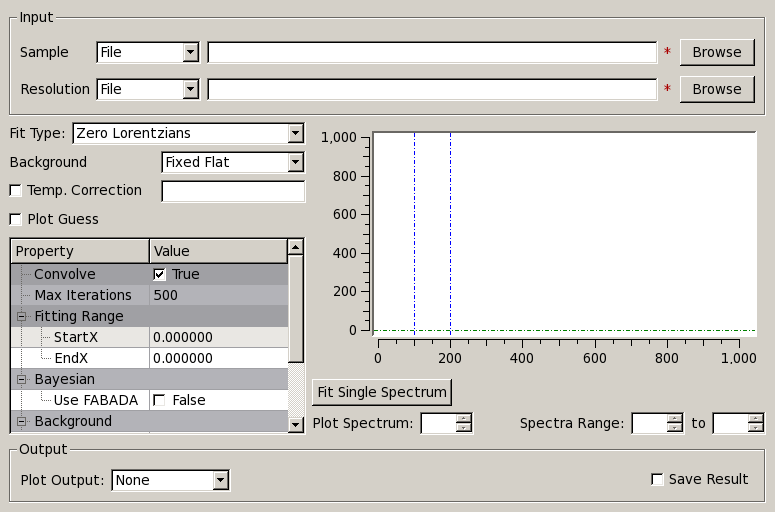 Input
Sample File * Browse
Resolution File * Browse
Fit Type: Zero Lorentzians
Background Fixed Flat
Temp. Correction
Plot Guess
Property Value
Convolve True
Max Iterations 500
Fitting Range
StartX 0.000000
EndX 0.000000
Bayesian
Use FABADA False
Background
1,000
800
600
400
200
0
0 200 400 600 800 1,000
Fit Single Spectrum
Plot Spectrum: Spectra Range: to
Output
Plot Output: None Save Result